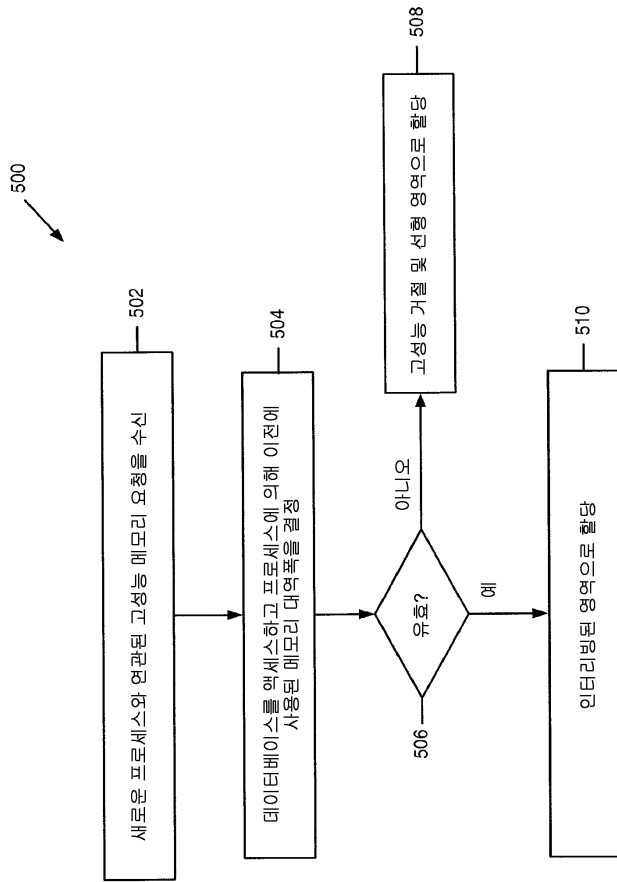 500
502
새로운 프로세스와 연관된 고성능 메모리 요청을 수신
504
데이터베이스를 액세스하고 프로세스에 의해 이전에
사용된 메모리 대역폭을 결정
506
유효?
아니오
508
고성능 거절 및 선형 영역으로 할당
예
510
인터리빙된 영역으로 할당